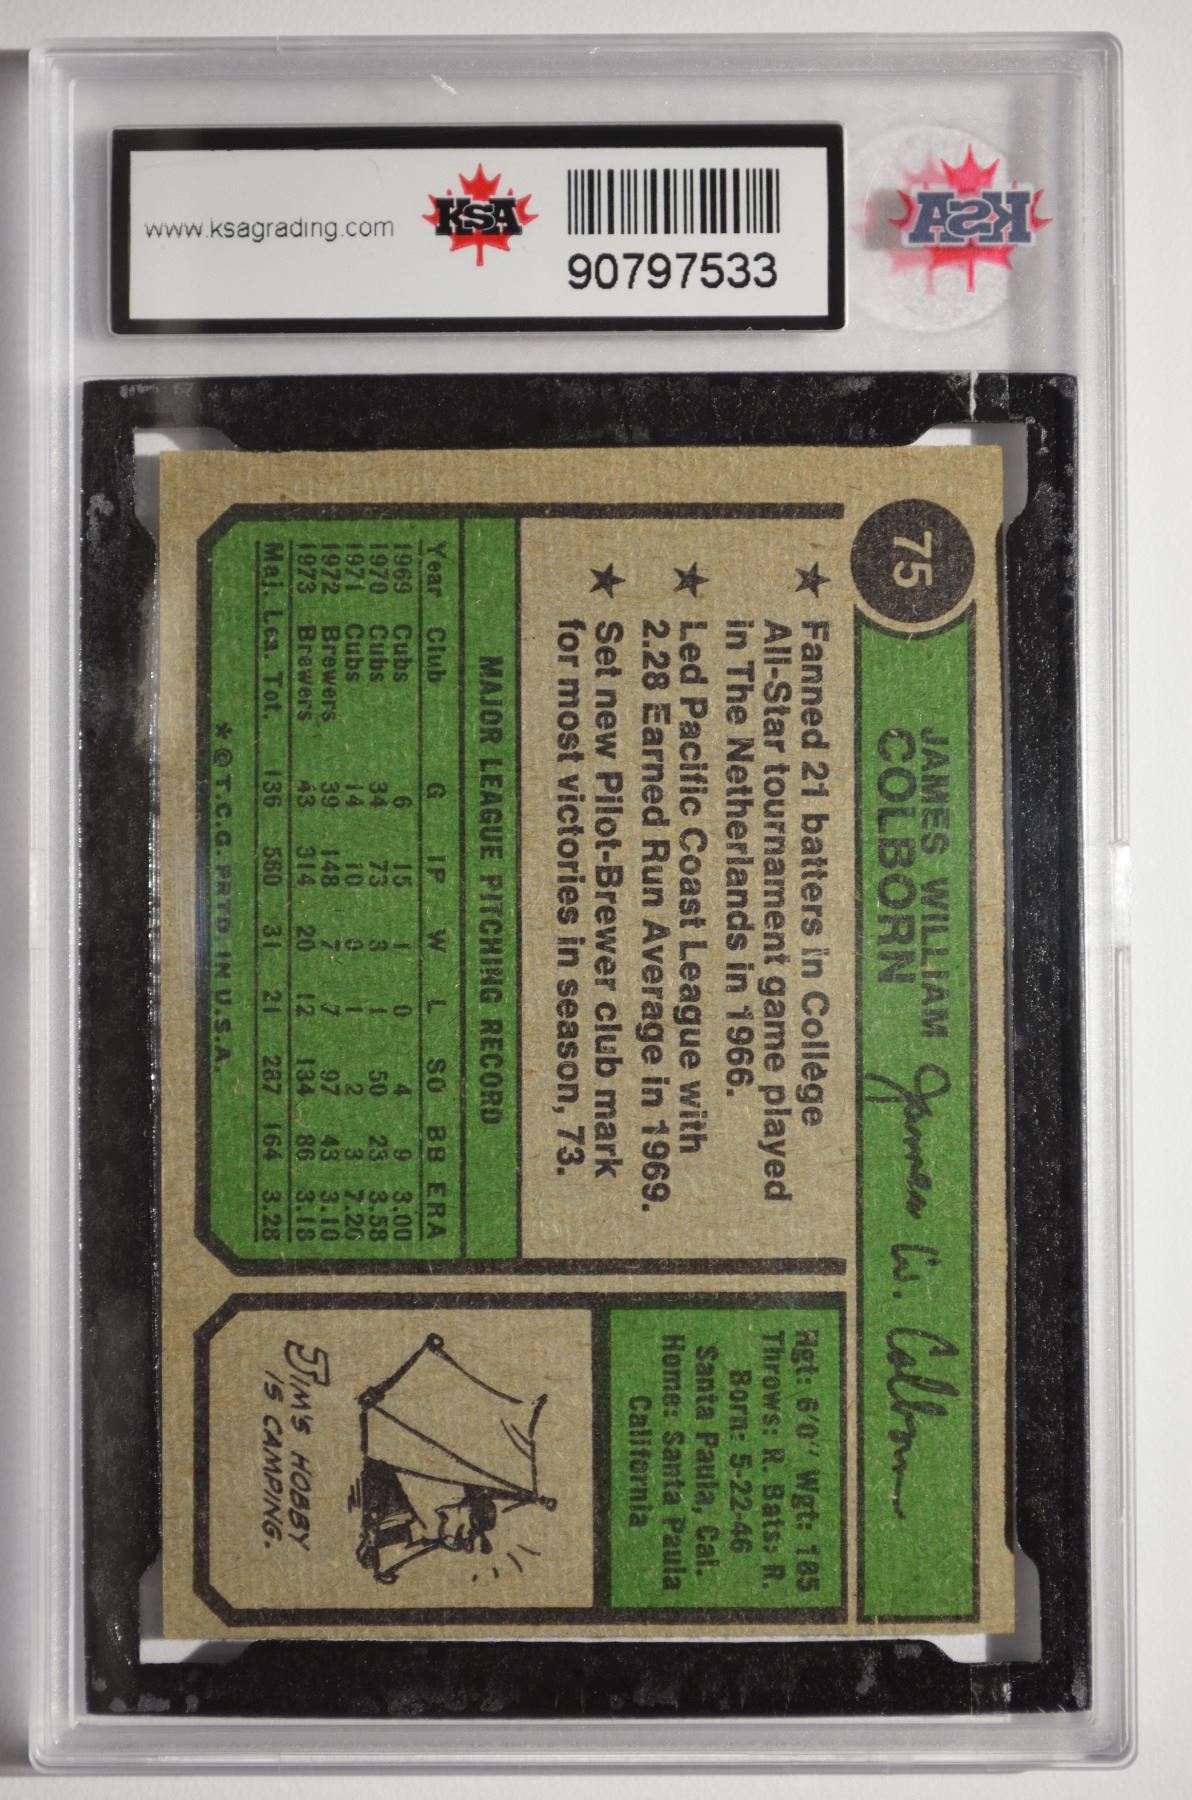 www.ksagrading.com
KSA
90797533
KSA
75
JAMES WILLIAM
COLBORN
James W. Colborn
★ Fanned 21 batters in College
All-Star tournament game played
in The Netherlands in 1966.
★ Led Pacific Coast League with
2.28 Earned Run Average in 1969.
★ Set new Pilot-Brewer club mark
for most victories in season, 73.
MAJOR LEAGUE PITCHING RECORD
Year Club G IP W L SO BB ERA
1969 Cubs 6 15 1 0 4 9 3.00
1970 Cubs 34 73 3 1 50 23 3.58
1971 Cubs 14 10 0 1 2 3 7.20
1972 Brewers 39 148 7 7 97 43 3.10
1973 Brewers 43 314 20 12 134 86 3.18
Maj. Lea. Tot. 136 560 31 21 287 164 3.28
*©T.C.G. PRTD. IN U.S.A.
Hgt: 6'0" Wgt: 185
Throws: R. Bats: R.
Born: 5-22-46
Santa Paula, Cal.
Home: Santa Paula
California
JIM'S HOBBY
IS CAMPING.